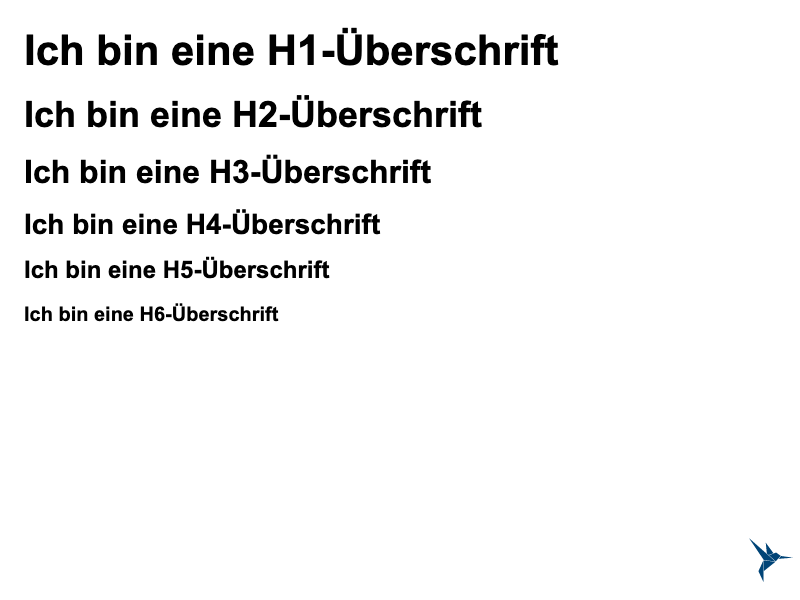 Ich bin eine H1-Überschrift
Ich bin eine H2-Überschrift
Ich bin eine H3-Überschrift
Ich bin eine H4-Überschrift
Ich bin eine H5-Überschrift
Ich bin eine H6-Überschrift